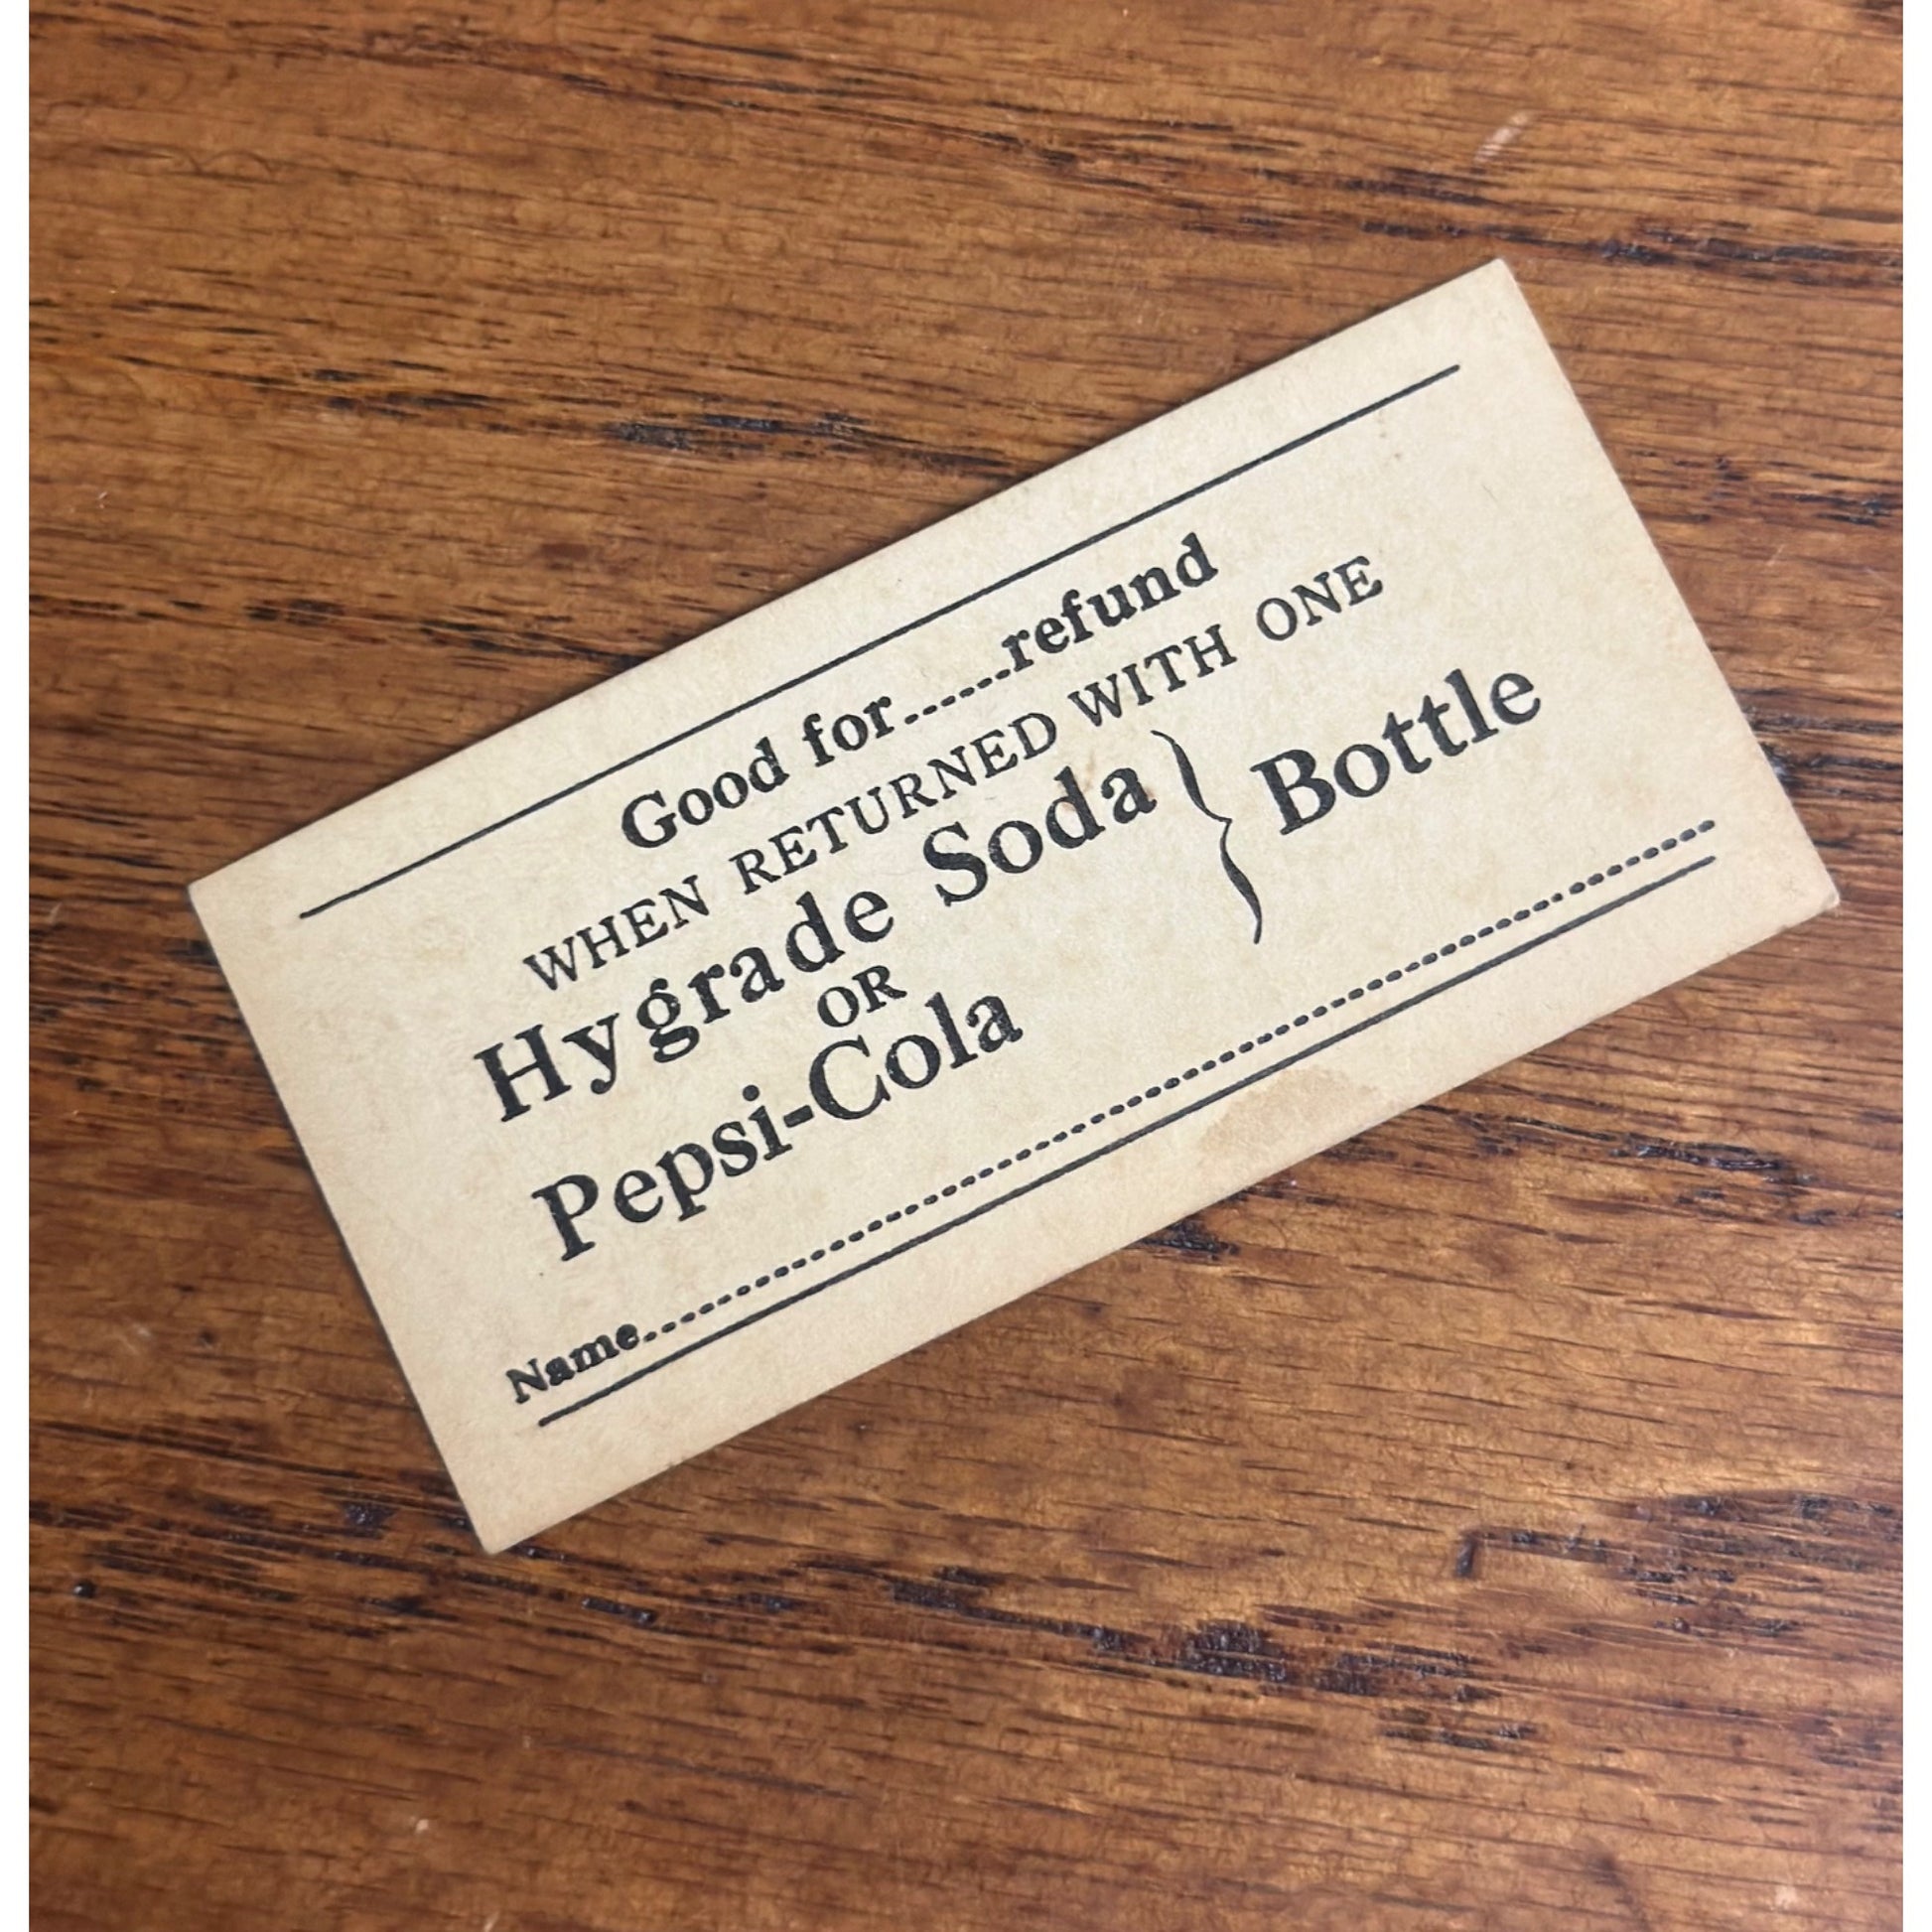 Good for......refund
WHEN RETURNED WITH ONE
Hygrade Soda } Bottle
OR
Pepsi-Cola
Name................................................................